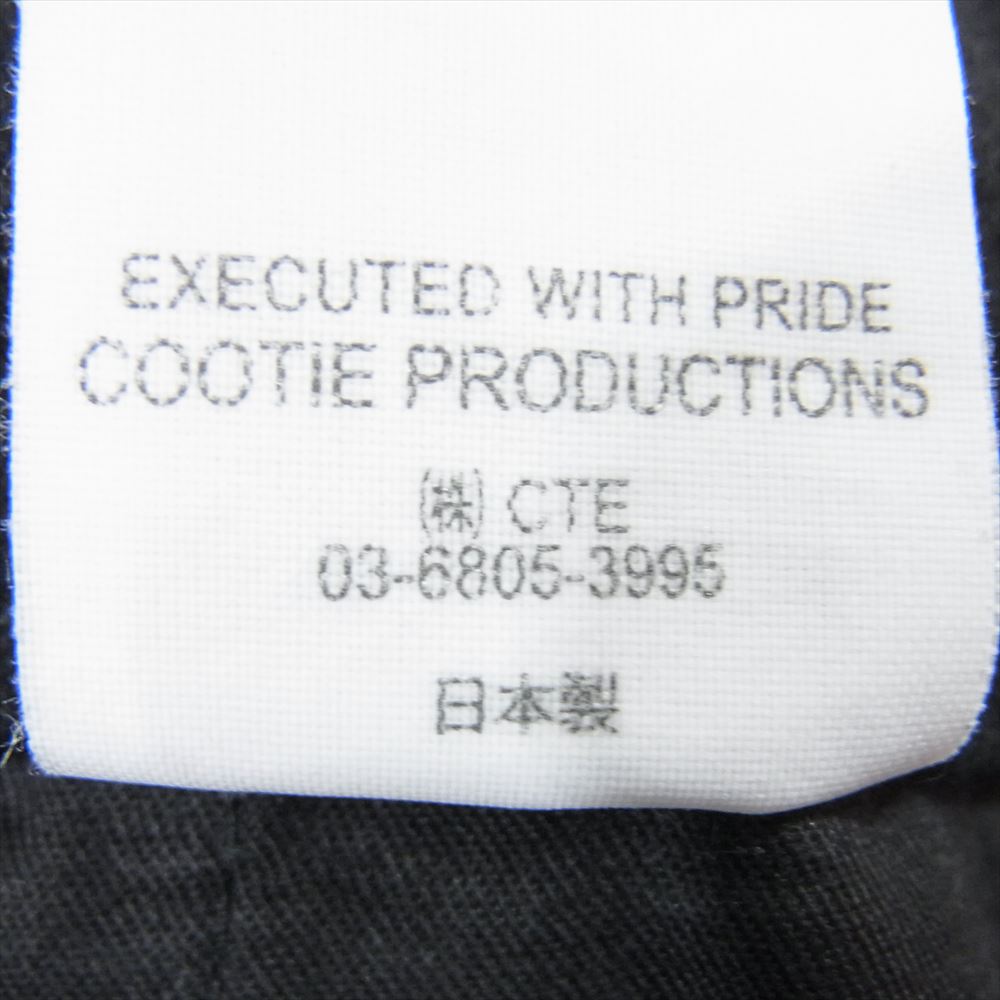 EXECUTED WITH PRIDE
COOTIE PRODUCTIONS
㈱ CTE
03-6805-3995
日本製